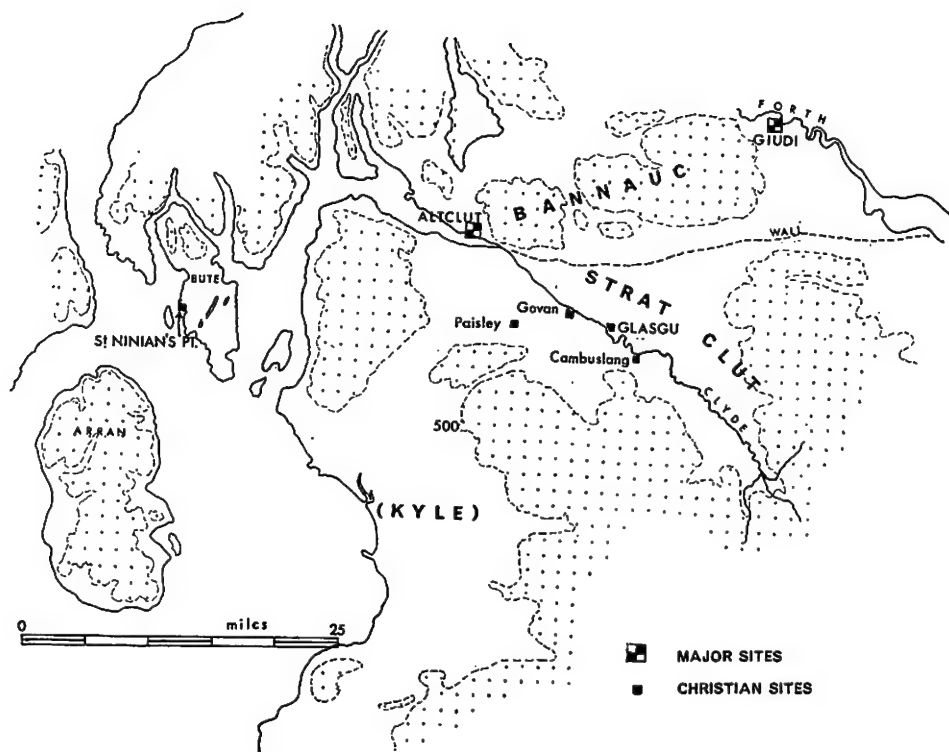 FORTH
GIUDI
BANNAUC
ALTCLUT
WALL
BUTE
STRAT CLUT
Govan
Paisley
GLASGU
St NINIAN'S PT.
Cambuslang
CLYDE
500
ARRAN
(KYLE)
0 miles 25
MAJOR SITES
CHRISTIAN SITES